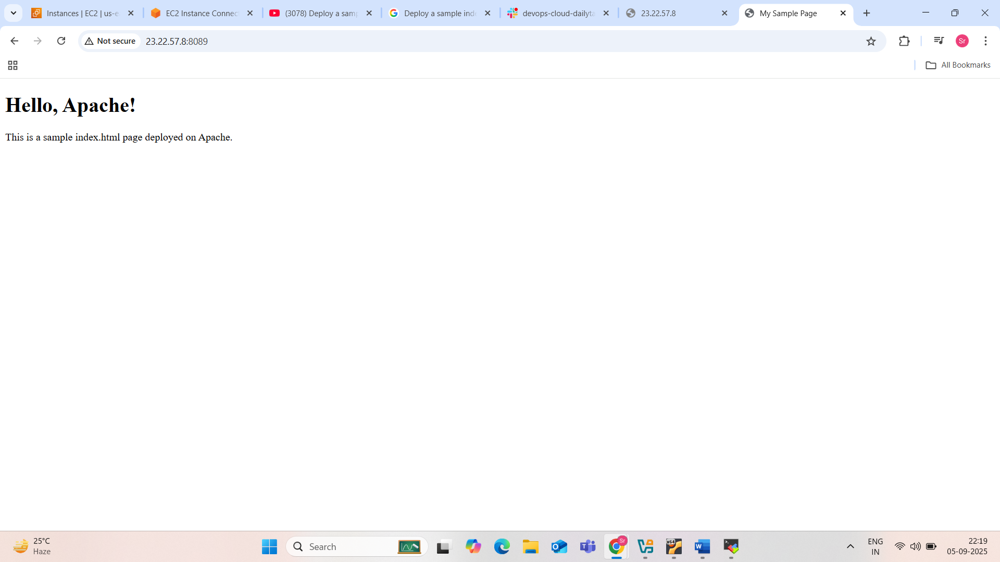 Instances | EC2 | us-e
EC2 Instance Connec
(3078) Deploy a samp
Deploy a sample inde
devops-cloud-dailyta
23.22.57.8
My Sample Page
Not secure
23.22.57.8:8089
Sr
All Bookmarks
Hello, Apache!
This is a sample index.html page deployed on Apache.
25°C
Haze
Search
Sr
x64
ENG
IN
22:19
05-09-2025